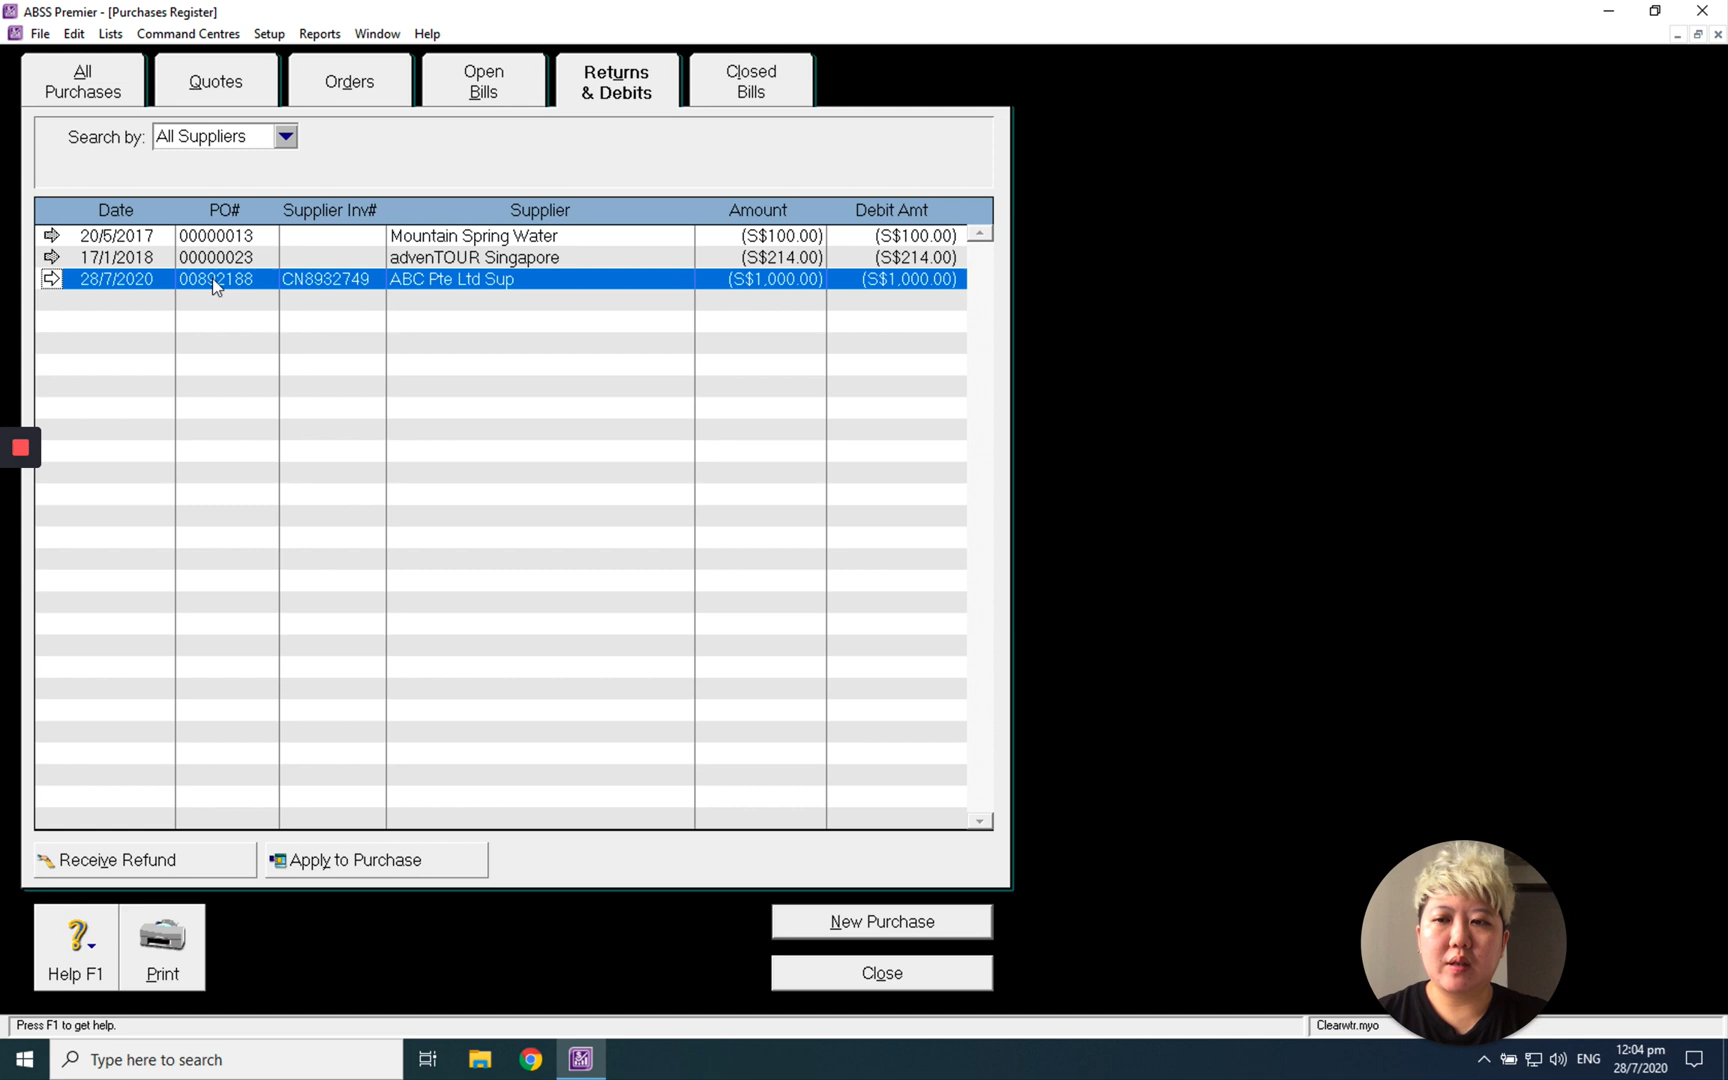 ABSS Premier - [Purchases Register]
File Edit Lists Command Centres Setup Reports Window Help
All Purchases
Quotes
Orders
Open Bills
Returns & Debits
Closed Bills
Search by: All Suppliers
Date PO# Supplier Inv# Supplier Amount Debit Amt
20/5/2017 00000013 Mountain Spring Water (S$100.00) (S$100.00)
17/1/2018 00000023 advenTOUR Singapore (S$214.00) (S$214.00)
28/7/2020 00892188 CN8932749 ABC Pte Ltd Sup (S$1,000.00) (S$1,000.00)
Receive Refund
Apply to Purchase
Help F1
Print
New Purchase
Close
Press F1 to get help.
Clearwtr.myo
Type here to search
ENG
12:04 pm
28/7/2020